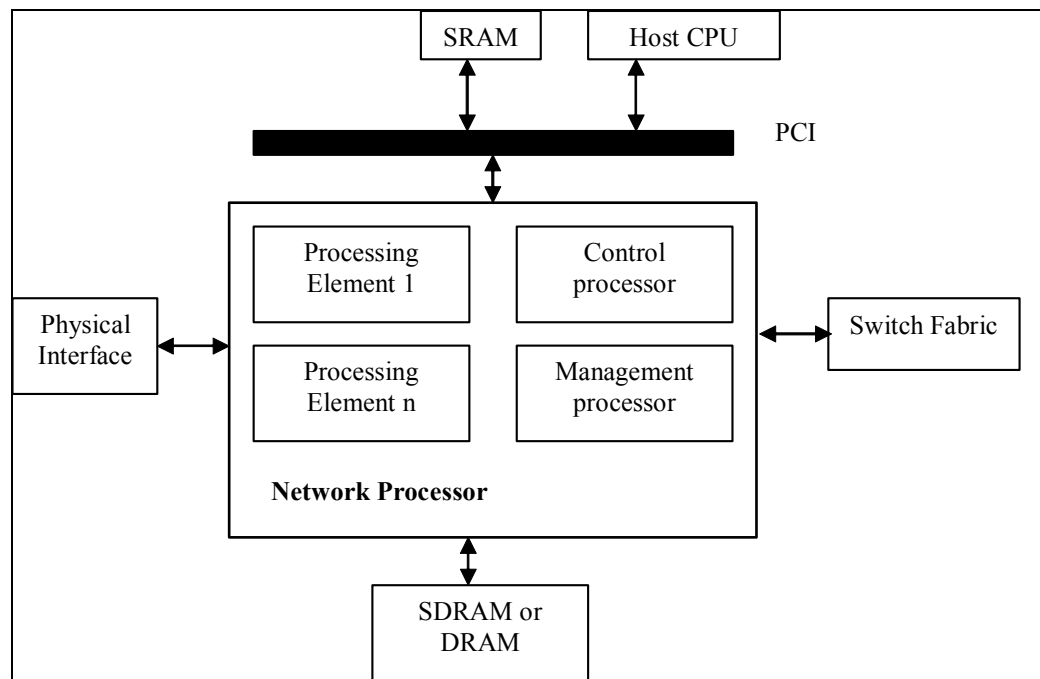 SRAM
Host CPU
PCI
Processing
Element 1
Control
processor
Physical
Interface
Switch Fabric
Processing
Element n
Management
processor
Network Processor
SDRAM or
DRAM